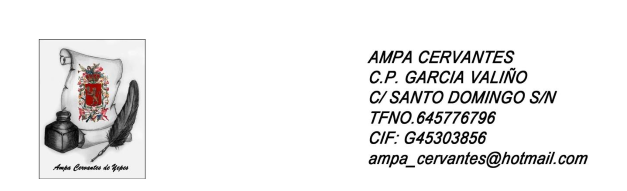 AMPA CERVANTES
C.P. GARCIA VALIÑO
C/ SANTO DOMINGO S/N
TFNO.645776796
CIF: G45303856
ampa_cervantes@hotmail.com
Ampa Cervantes de Yepes